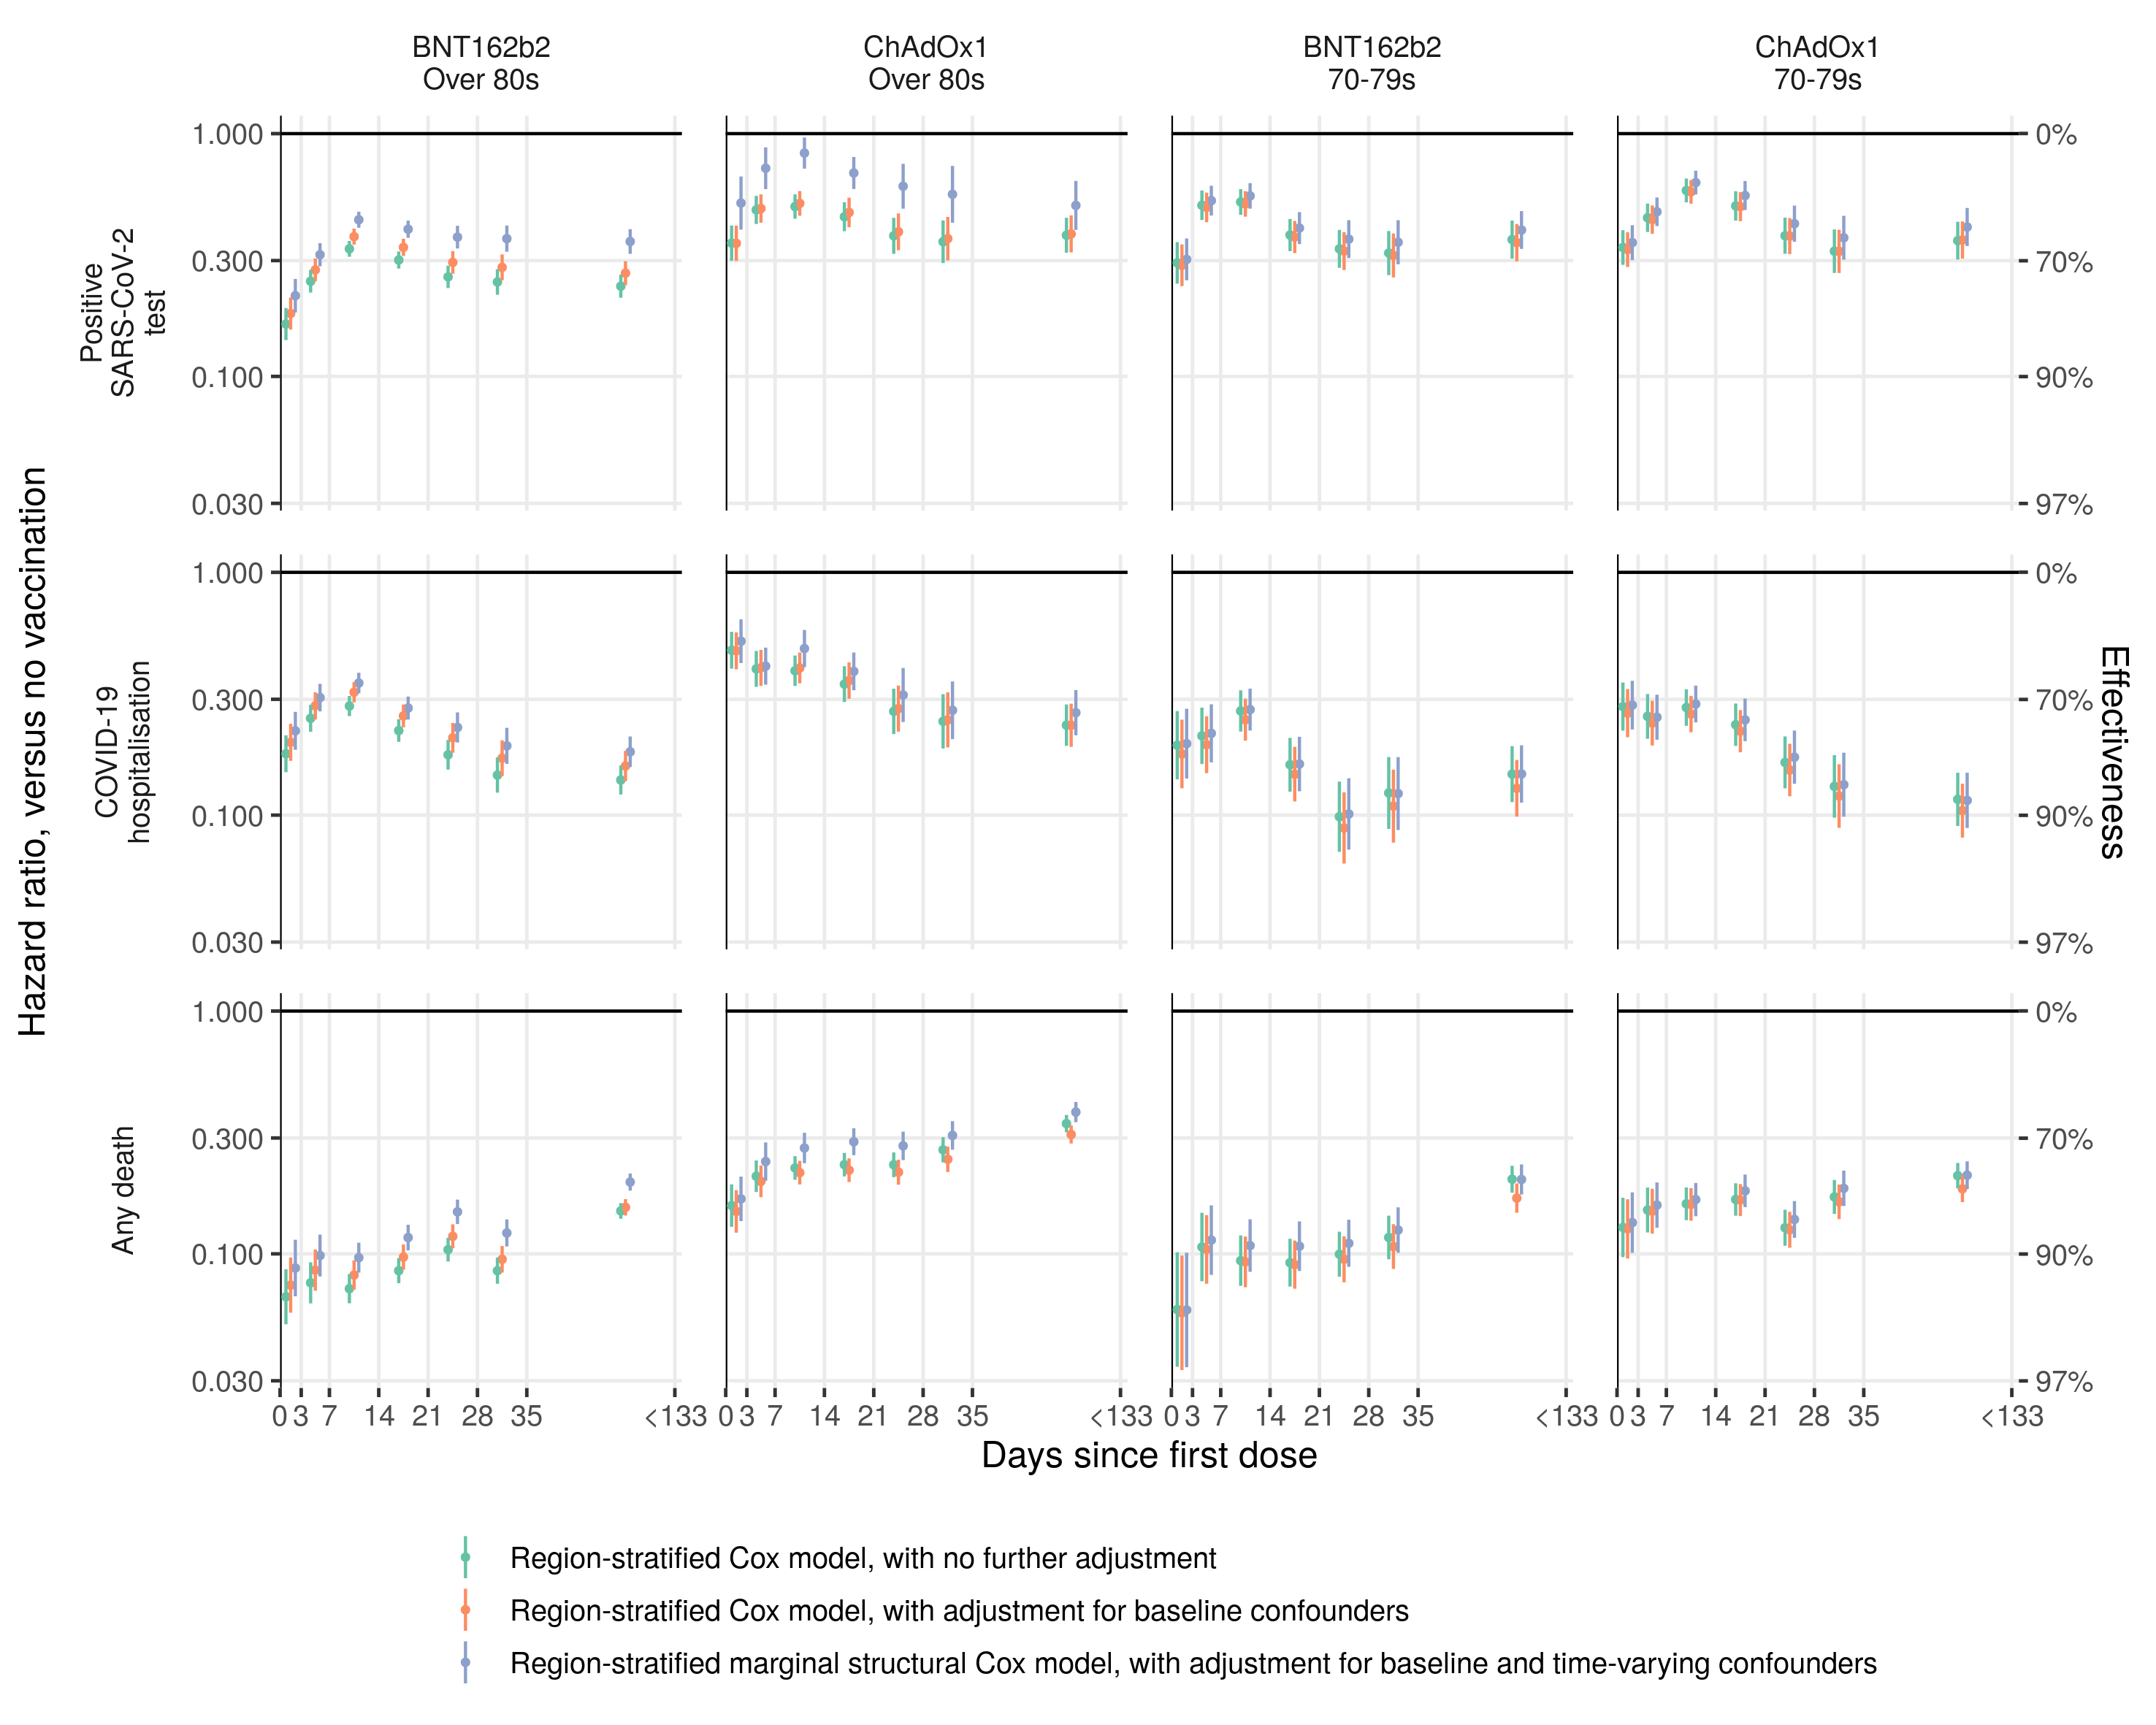 BNT162b2
Over 80s
ChAdOx1
Over 80s
BNT162b2
70-79s
ChAdOx1
70-79s
Hazard ratio, versus no vaccination
Positive
SARS-CoV-2
test
1.000
0.300
0.100
0.030
0%
70%
90%
97%
COVID-19
hospitalisation
1.000
0.300
0.100
0.030
0%
70%
90%
97%
Effectiveness
Any death
1.000
0.300
0.100
0.030
0%
70%
90%
97%
0 3 7 14 21 28 35 <133
0 3 7 14 21 28 35 <133
0 3 7 14 21 28 35 <133
0 3 7 14 21 28 35 <133
Days since first dose
Region-stratified Cox model, with no further adjustment
Region-stratified Cox model, with adjustment for baseline confounders
Region-stratified marginal structural Cox model, with adjustment for baseline and time-varying confounders